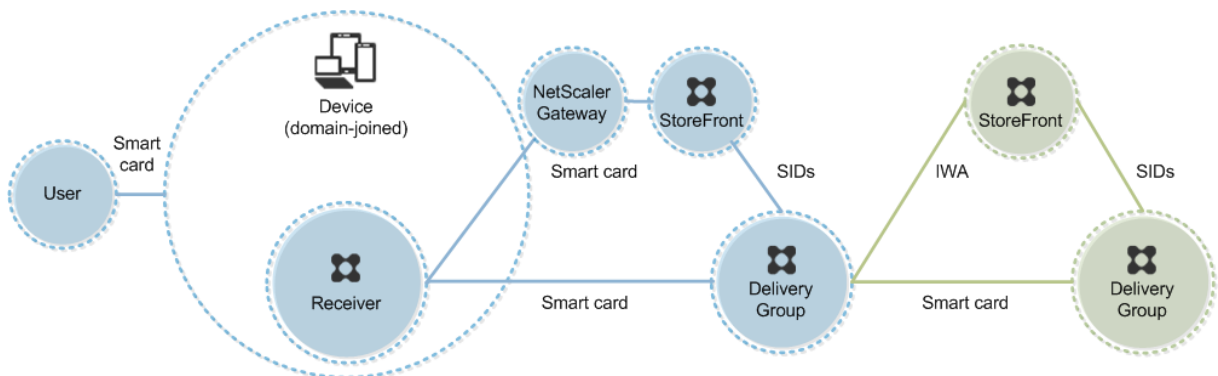 User
Smart
card
Device
(domain-joined)
Receiver
NetScaler
Gateway
StoreFront
Smart card
SIDs
Smart card
Delivery
Group
StoreFront
IWA
SIDs
Smart card
Delivery
Group